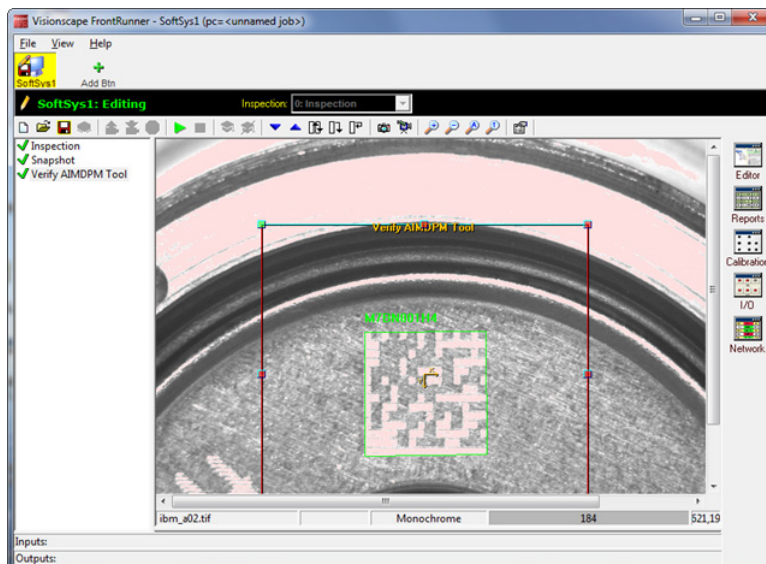 Visionscape FrontRunner - SoftSys1 (pc=<unnamed job>)
File View Help
SoftSys1
Add Btn
SoftSys1: Editing
Inspection: 0: Inspection
Inspection
Snapshot
Verify AIMDPM Tool
Verify AIMDPM Tool
Editor
Reports
Calibration
I/O
Network
ibm_a02.tif
Monochrome
184
521,19
Inputs:
Outputs: